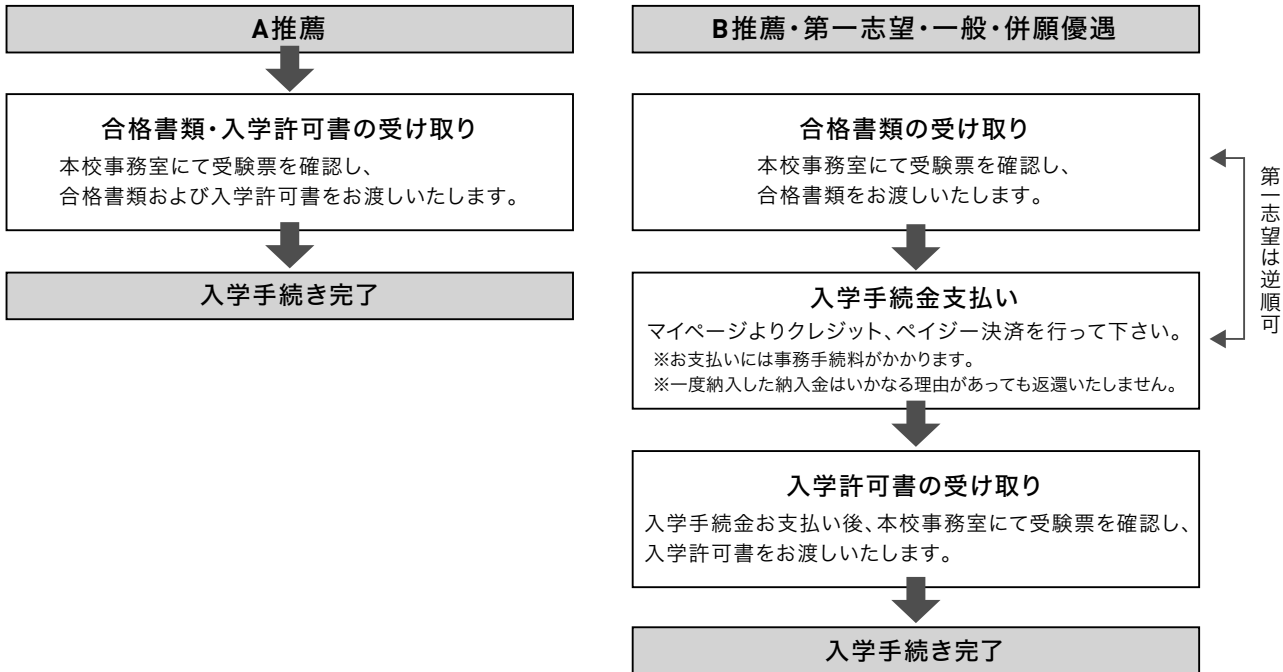 A推薦
合格書類・入学許可書の受け取り
本校事務室にて受験票を確認し、
合格書類および入学許可書をお渡しいたします。
入学手続き完了
B推薦・第一志望・一般・併願優遇
合格書類の受け取り
本校事務室にて受験票を確認し、
合格書類をお渡しいたします。
入学手続金支払い
マイページよりクレジット、ペイジー決済を行って下さい。
※お支払いには事務手続料がかかります。
※一度納入した納入金はいかなる理由があっても返還いたしません。
第一志望は逆順可
入学許可書の受け取り
入学手続金お支払い後、本校事務室にて受験票を確認し、
入学許可書をお渡しいたします。
入学手続き完了